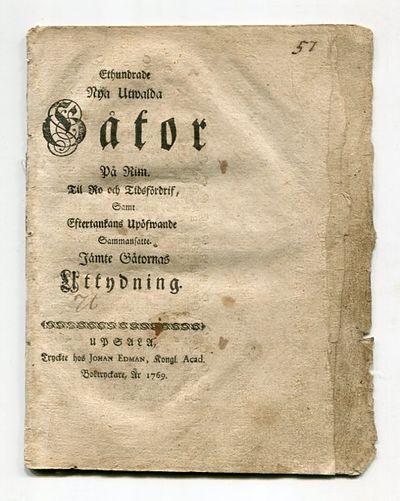 57
Ethundrade
Nya Utwalda
Gåtor
På Rim.
Til Ro och Tidsfördrif,
Samt
Eftertankans Upöfwande
Sammansatte.
Jämte Gåtornas
Uttydning.
UPSALA,
Tryckte hos JOHAN EDMAN, Kongl. Acad.
Boktryckare, År 1769.